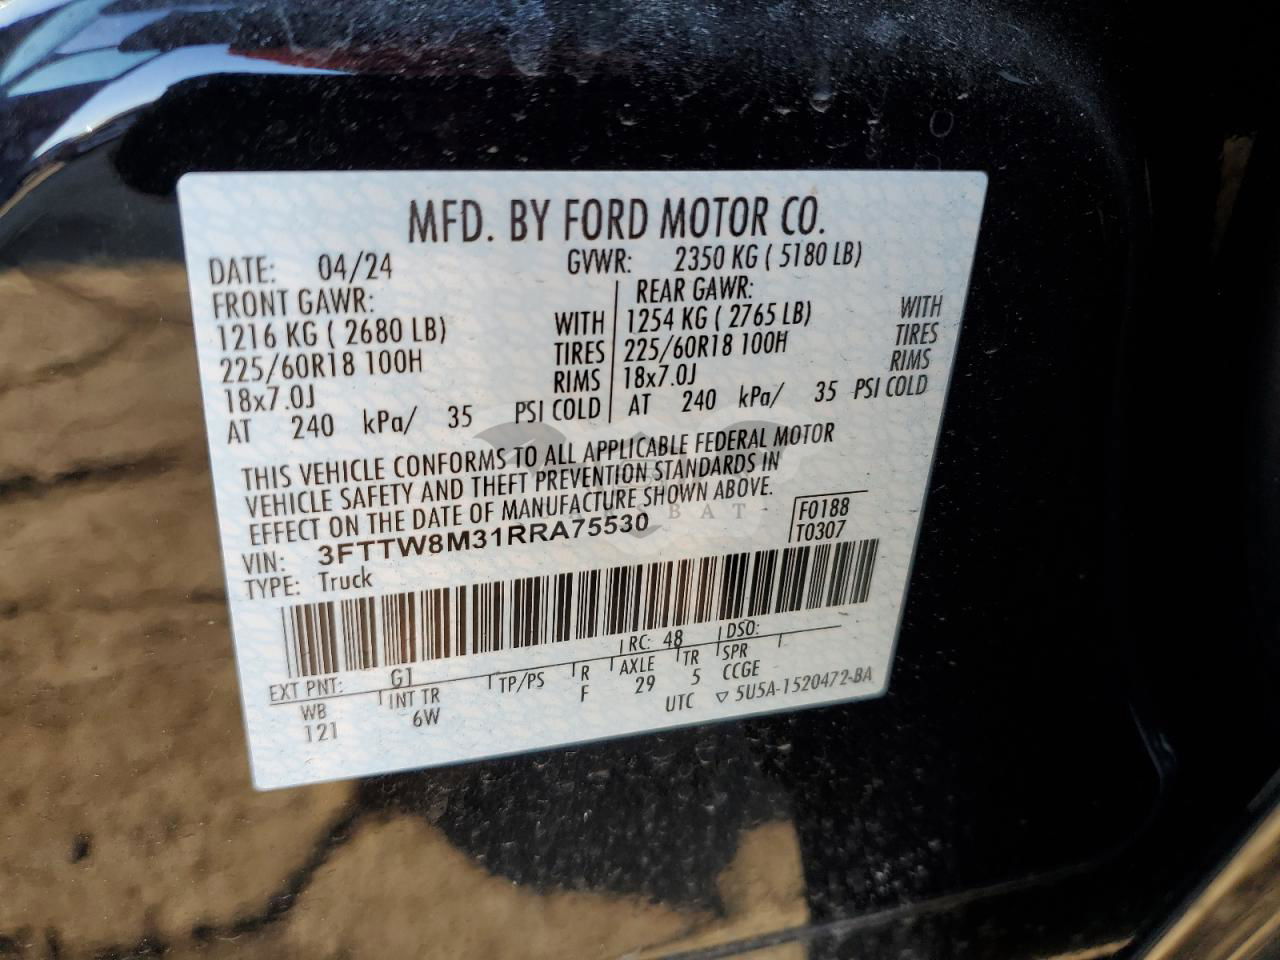 MFD. BY FORD MOTOR CO.
DATE: 04/24 GVWR: 2350 KG ( 5180 LB)
FRONT GAWR: REAR GAWR:
1216 KG ( 2680 LB) WITH 1254 KG ( 2765 LB) WITH
225/60R18 100H TIRES 225/60R18 100H TIRES
18x7.0J RIMS 18x7.0J RIMS
AT 240 kPa/ 35 PSI COLD AT 240 kPa/ 35 PSI COLD
THIS VEHICLE CONFORMS TO ALL APPLICABLE FEDERAL MOTOR
VEHICLE SAFETY AND THEFT PREVENTION STANDARDS IN
EFFECT ON THE DATE OF MANUFACTURE SHOWN ABOVE.
VIN: 3FTTW8M31RRA75530 F0188
TYPE: Truck T0307
EXT PNT: G1 RC: 48 DSO:
WB INT TR TP/PS R AXLE TR SPR
121 6W F 29 5 CCGE
UTC ▽ 5U5A-1520472-BA